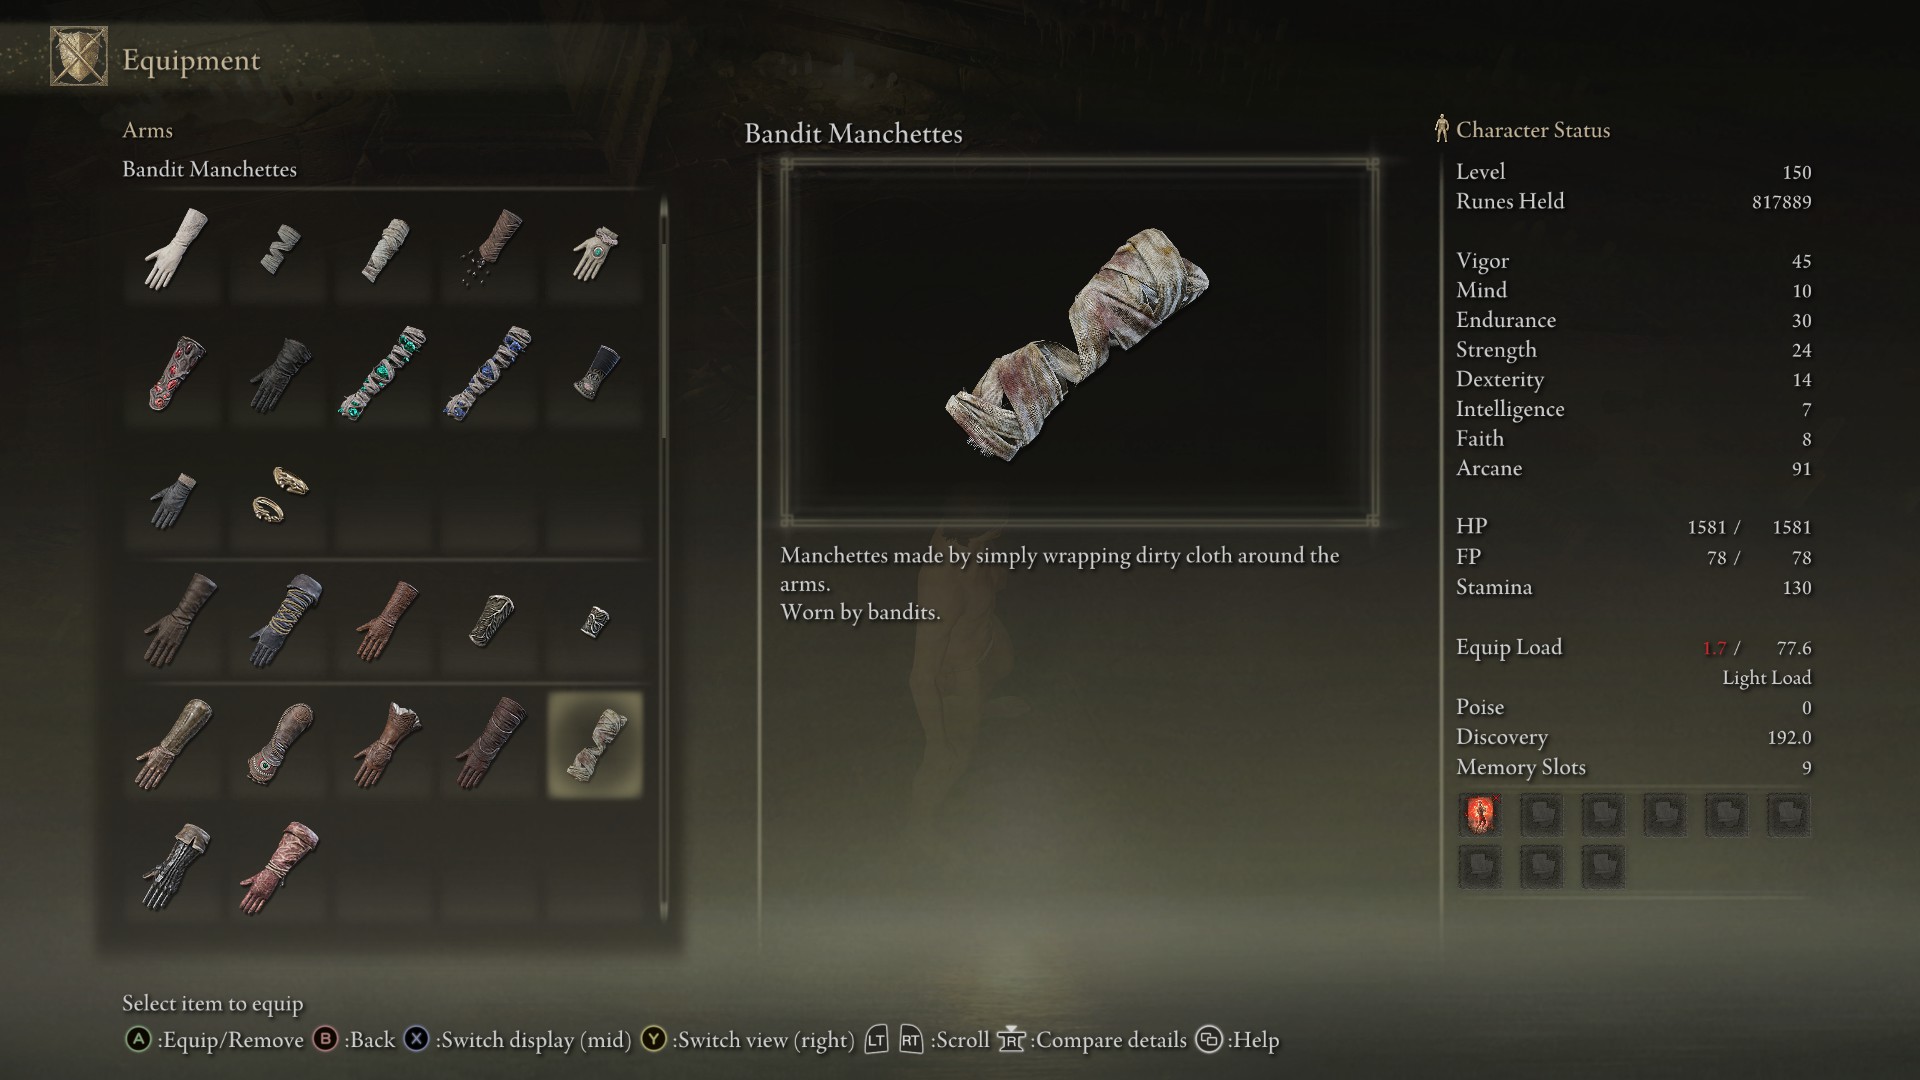 Equipment
Arms
Bandit Manchettes
Bandit Manchettes
Manchettes made by simply wrapping dirty cloth around the
arms.
Worn by bandits.
Character Status
Level 150
Runes Held 817889
Vigor 45
Mind 10
Endurance 30
Strength 24
Dexterity 14
Intelligence 7
Faith 8
Arcane 91
HP 1581 / 1581
FP 78 / 78
Stamina 130
Equip Load 1.7 / 77.6
Light Load
Poise 0
Discovery 192.0
Memory Slots 9
Select item to equip
A :Equip/Remove B :Back X :Switch display (mid) Y :Switch view (right) LT RT :Scroll R :Compare details :Help